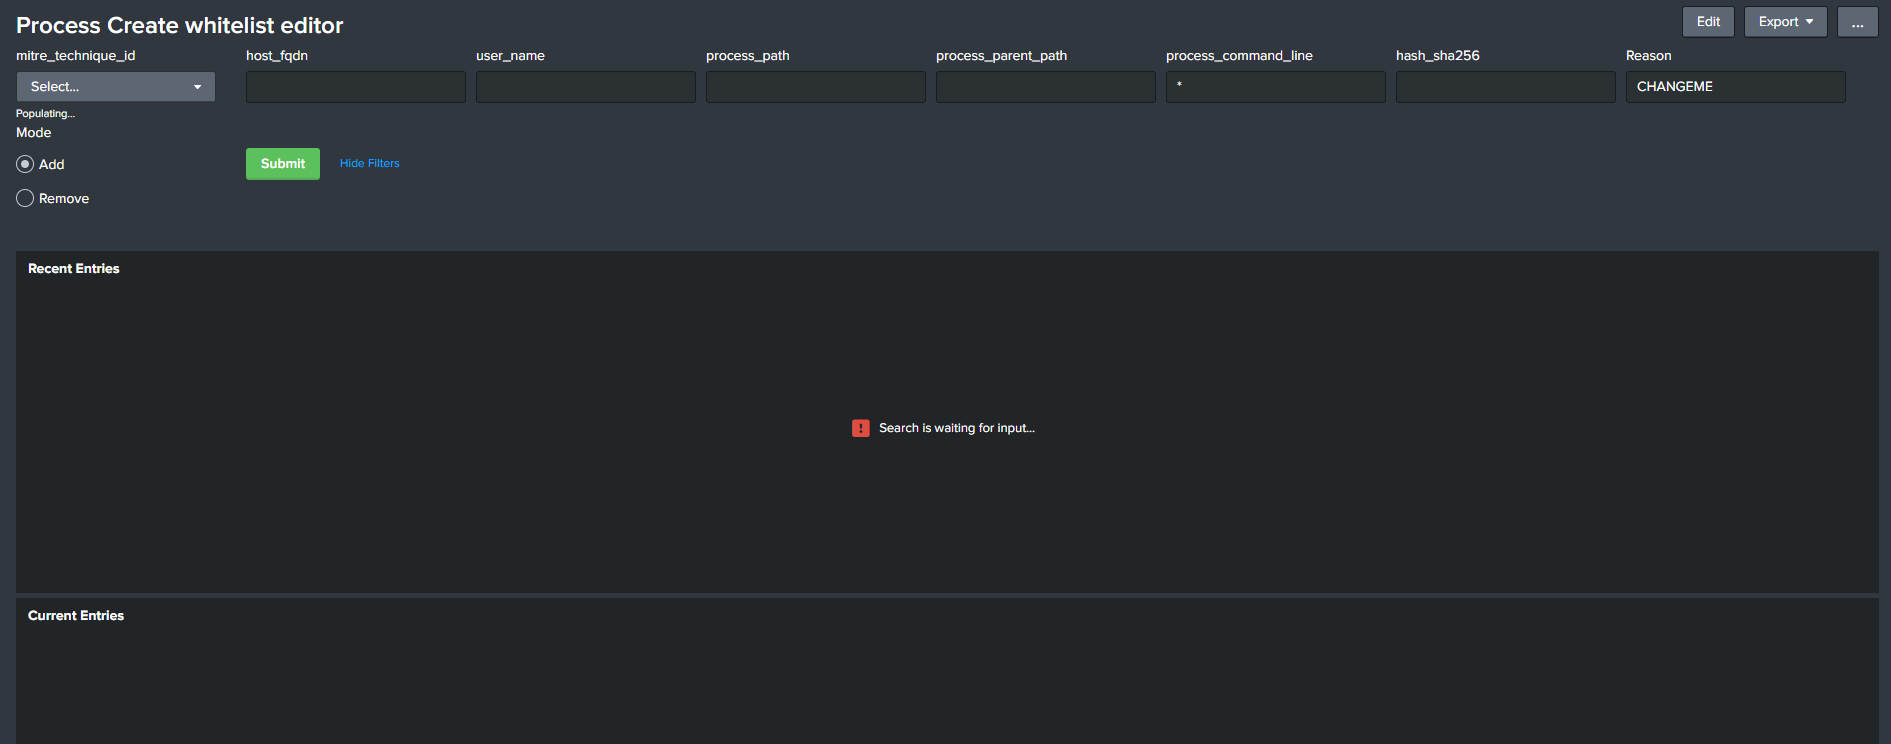 Process Create whitelist editor
Edit Export ...
mitre_technique_id host_fqdn user_name process_path process_parent_path process_command_line hash_sha256 Reason
Select... * CHANGEME
Populating...
Mode
Add Submit Hide Filters
Remove
Recent Entries
! Search is waiting for input...
Current Entries